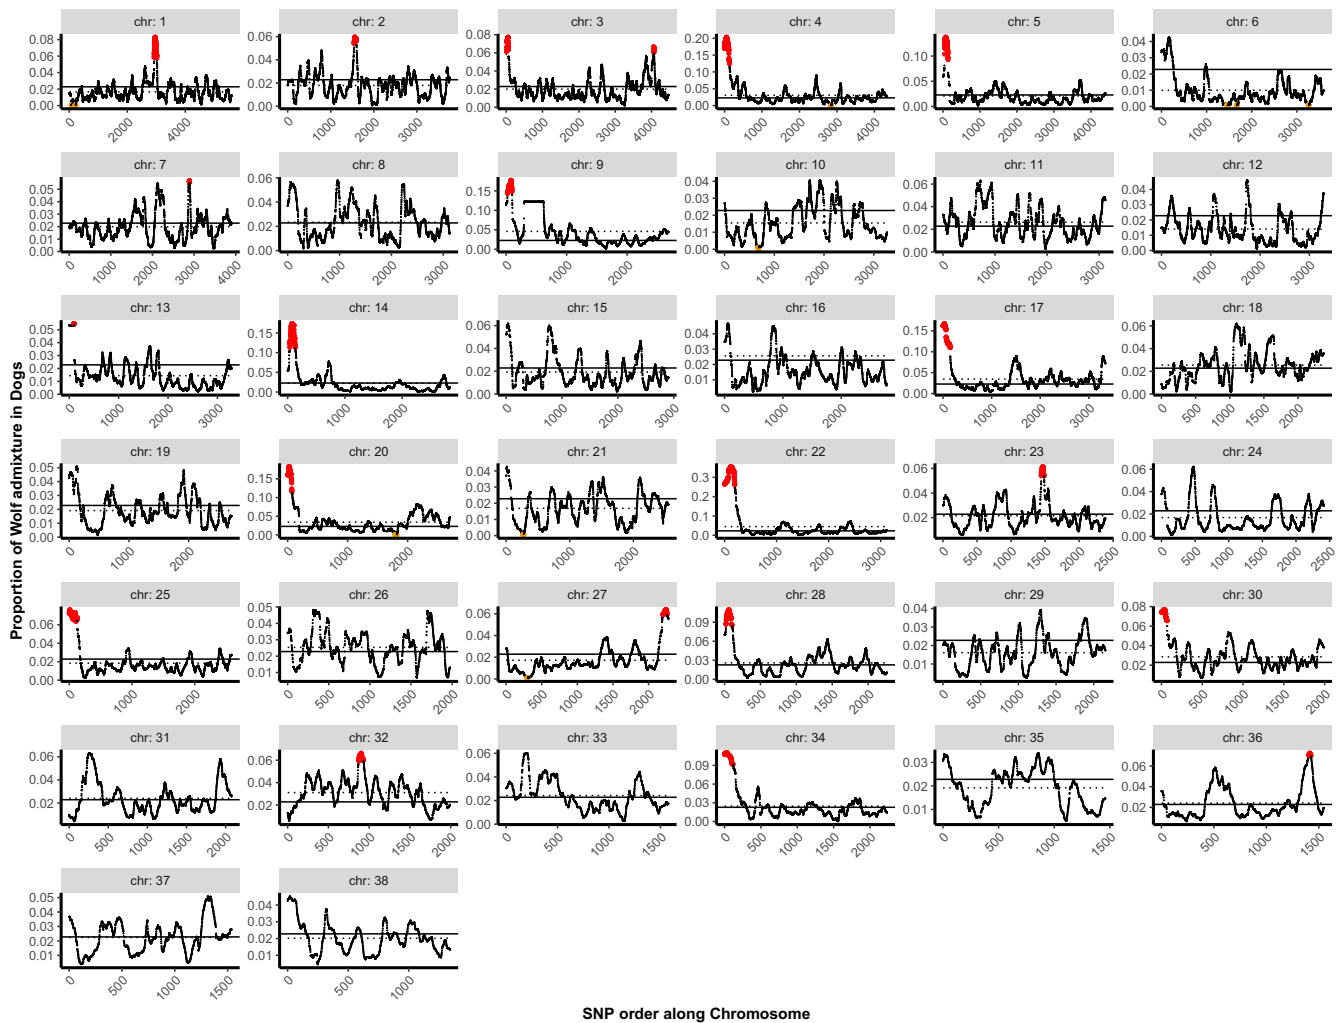 Proportion of Wolf admixture in Dogs
chr: 1 chr: 2 chr: 3 chr: 4 chr: 5 chr: 6
0.08 0.06 0.04 0.02 0.00
0.08 0.06 0.04 0.02 0.00
0.08 0.06 0.04 0.02 0.00
0.20 0.15 0.10 0.05 0.00
0.10 0.05 0.00
0.04 0.03 0.02 0.01 0.00
0 2000 4000
0 1000 2000 3000
0 1000 2000 3000 4000
0 1000 2000 3000 4000
0 1000 2000 3000 4000
0 1000 2000 3000
chr: 7 chr: 8 chr: 9 chr: 10 chr: 11 chr: 12
0.05 0.04 0.03 0.02 0.01 0.00
0.06 0.04 0.02 0.00
0.15 0.10 0.05 0.00
0.04 0.03 0.02 0.01 0.00
0.06 0.04 0.02 0.00
0.04 0.03 0.02 0.01 0.00
0 1000 2000 3000 4000
0 1000 2000 3000
0 1000 2000
0 1000 2000 3000
0 1000 2000 3000
0 1000 2000 3000
chr: 13 chr: 14 chr: 15 chr: 16 chr: 17 chr: 18
0.05 0.04 0.03 0.02 0.01 0.00
0.15 0.10 0.05 0.00
0.06 0.04 0.02 0.00
0.04 0.03 0.02 0.01
0.15 0.10 0.05 0.00
0.06 0.04 0.02 0.00
0 1000 2000 3000
0 1000 2000
0 1000 2000 3000
0 1000 2000
0 1000 2000 3000
0 500 1000 1500 2000
chr: 19 chr: 20 chr: 21 chr: 22 chr: 23 chr: 24
0.05 0.04 0.03 0.02 0.01 0.00
0.15 0.10 0.05 0.00
0.04 0.03 0.02 0.01 0.00
0.3 0.2 0.1 0.0
0.06 0.04 0.02
0.06 0.04 0.02 0.00
0 1000 2000
0 1000 2000
0 1000 2000
0 1000 2000 3000
0 500 1000 1500 2000 2500
0 500 1000 1500 2000 2500
chr: 25 chr: 26 chr: 27 chr: 28 chr: 29 chr: 30
0.06 0.04 0.02 0.00
0.05 0.04 0.03 0.02 0.01
0.06 0.04 0.02 0.00
0.09 0.06 0.03 0.00
0.04 0.03 0.02 0.01
0.08 0.06 0.04 0.02
0 1000 2000
0 500 1000 1500 2000
0 500 1000 1500 2000
0 500 1000 1500 2000
0 500 1000 1500 2000
0 500 1000 1500 2000
chr: 31 chr: 32 chr: 33 chr: 34 chr: 35 chr: 36
0.06 0.04 0.02
0.06 0.04 0.02
0.06 0.04 0.02 0.00
0.09 0.06 0.03 0.00
0.03 0.02 0.01
0.06 0.04 0.02
0 500 1000 1500 2000
0 500 1000 1500 2000
0 500 1000 1500
0 500 1000 1500 2000
0 500 1000 1500
0 500 1000 1500
chr: 37 chr: 38
0.05 0.04 0.03 0.02 0.01
0.04 0.03 0.02 0.01
0 500 1000 1500
0 500 1000
SNP order along Chromosome